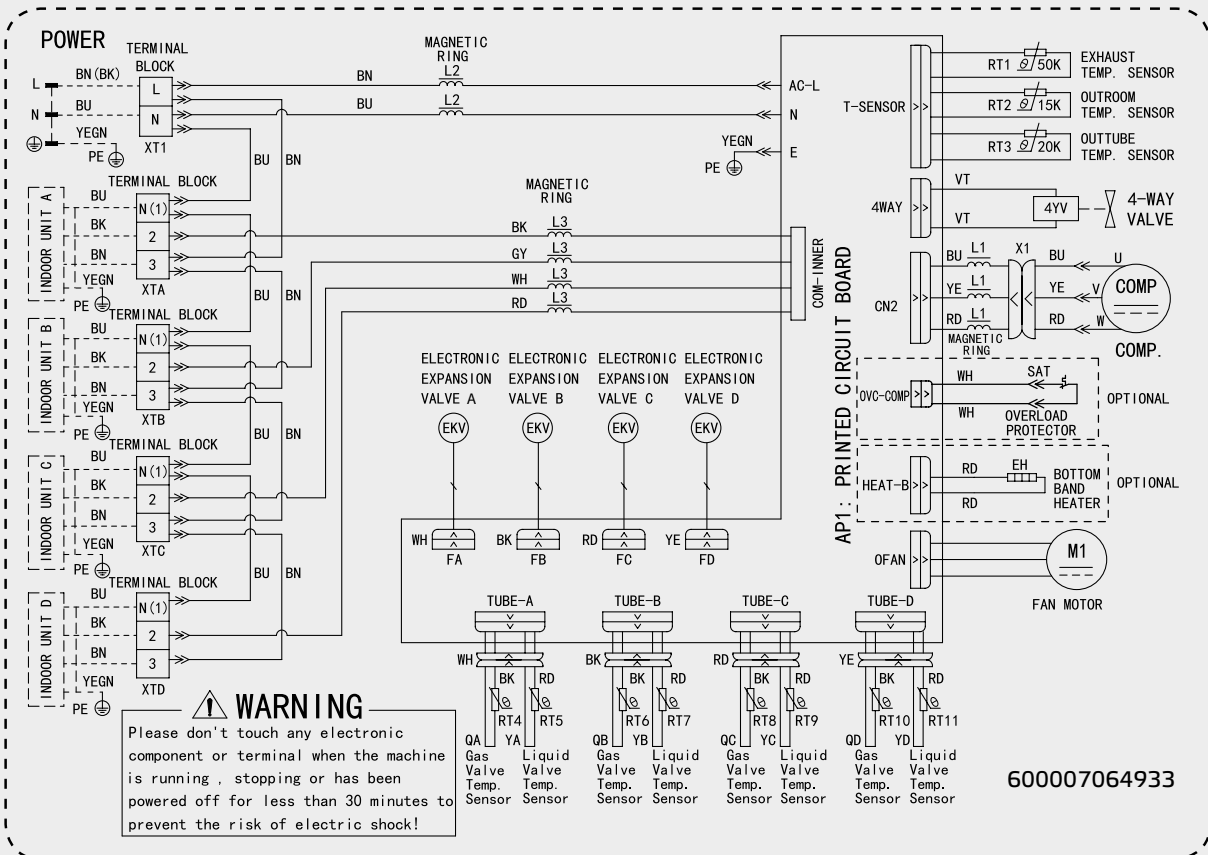 POWER
TERMINAL
BLOCK
L
BN(BK)
N
BU
YEGN
PE
L
N
XT1
BN
BU
MAGNETIC
RING
L2
L2
AC-L
N
YEGN
E
PE
BU
BN
TERMINAL BLOCK
INDOOR UNIT A
BU
BK
BN
YEGN
PE
N(1)
2
3
XTA
BU
BN
TERMINAL BLOCK
INDOOR UNIT B
BU
BK
BN
YEGN
PE
N(1)
2
3
XTB
BU
BN
TERMINAL BLOCK
INDOOR UNIT C
BU
BK
BN
YEGN
PE
N(1)
2
3
XTC
BU
BN
TERMINAL BLOCK
INDOOR UNIT D
BU
BK
BN
YEGN
PE
N(1)
2
3
XTD
MAGNETIC
RING
BK
L3
GY
L3
WH
L3
RD
L3
COM-INNER
AP1: PRINTED CIRCUIT BOARD
ELECTRONIC
EXPANSION
VALVE A
EKV
WH
FA
ELECTRONIC
EXPANSION
VALVE B
EKV
BK
FB
ELECTRONIC
EXPANSION
VALVE C
EKV
RD
FC
ELECTRONIC
EXPANSION
VALVE D
EKV
YE
FD
T-SENSOR
RT1
θ
50K
EXHAUST
TEMP. SENSOR
RT2
θ
15K
OUTROOM
TEMP. SENSOR
RT3
θ
20K
OUTTUBE
TEMP. SENSOR
4WAY
VT
VT
4YV
4-WAY
VALVE
CN2
BU
L1
YE
L1
RD
L1
MAGNETIC
RING
X1
BU
U
YE
V
RD
W
COMP
COMP.
OVC-COMP
WH
WH
SAT
OVERLOAD
PROTECTOR
OPTIONAL
HEAT-B
RD
RD
EH
BOTTOM
BAND
HEATER
OPTIONAL
OFAN
M1
FAN MOTOR
TUBE-A
WH
BK
RD
θ
RT4
θ
RT5
QA
YA
Gas
Valve
Temp.
Sensor
Liquid
Valve
Temp.
Sensor
TUBE-B
BK
BK
RD
θ
RT6
θ
RT7
QB
YB
Gas
Valve
Temp.
Sensor
Liquid
Valve
Temp.
Sensor
TUBE-C
RD
BK
RD
θ
RT8
θ
RT9
QC
YC
Gas
Valve
Temp.
Sensor
Liquid
Valve
Temp.
Sensor
TUBE-D
YE
BK
RD
θ
RT10
θ
RT11
QD
YD
Gas
Valve
Temp.
Sensor
Liquid
Valve
Temp.
Sensor
WARNING
Please don't touch any electronic
component or terminal when the machine
is running , stopping or has been
powered off for less than 30 minutes to
prevent the risk of electric shock!
600007064933